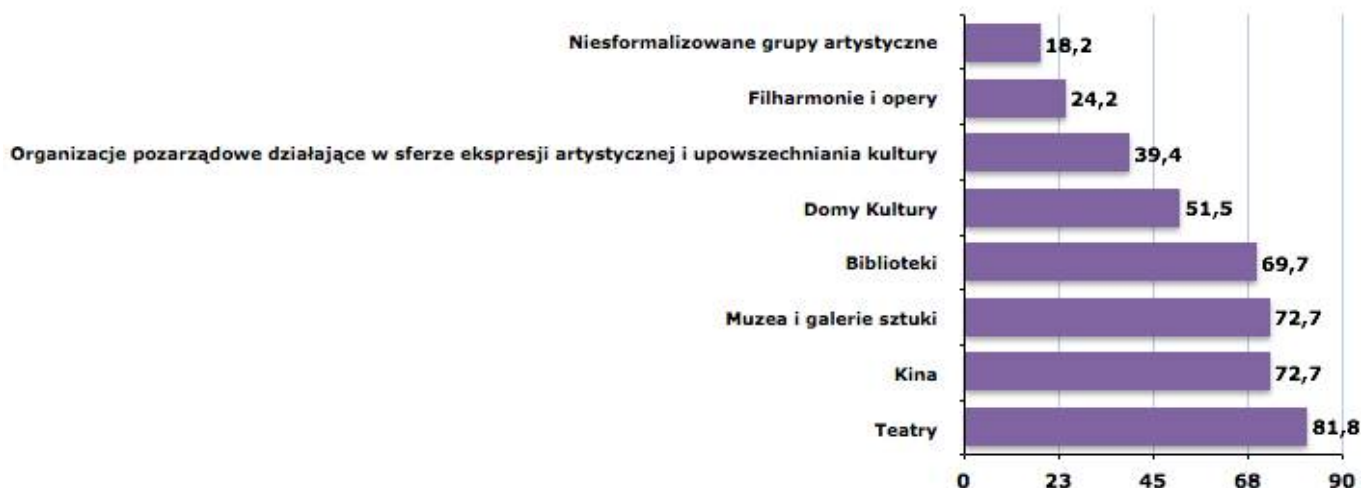 Niesformalizowane grupy artystyczne 18,2
Filharmonie i opery 24,2
Organizacje pozarządowe działające w sferze ekspresji artystycznej i upowszechniania kultury 39,4
Domy Kultury 51,5
Biblioteki 69,7
Muzea i galerie sztuki 72,7
Kina 72,7
Teatry 81,8
0 23 45 68 90